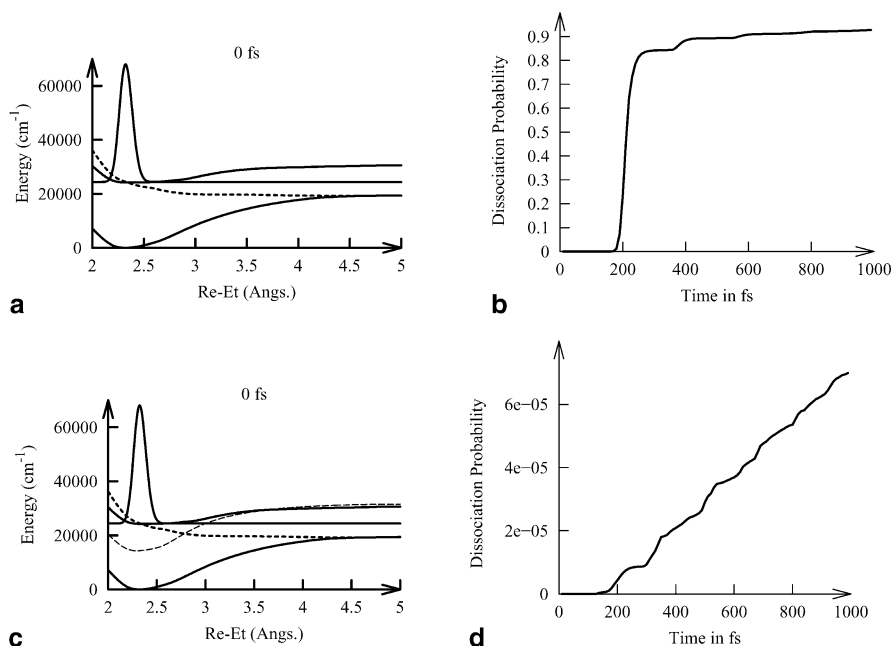 0 fs
Energy (cm⁻¹)
60000
40000
20000
0
2 2.5 3 3.5 4 4.5 5
Re-Et (Angs.)
a
Dissociation Probability
0.9
0.8
0.7
0.6
0.5
0.4
0.3
0.2
0.1
0
0 200 400 600 800 1000
Time in fs
b
0 fs
Energy (cm⁻¹)
60000
40000
20000
0
2 2.5 3 3.5 4 4.5 5
Re-Et (Angs.)
c
Dissociation Probability
6e−05
4e−05
2e−05
0
0 200 400 600 800 1000
Time in fs
d